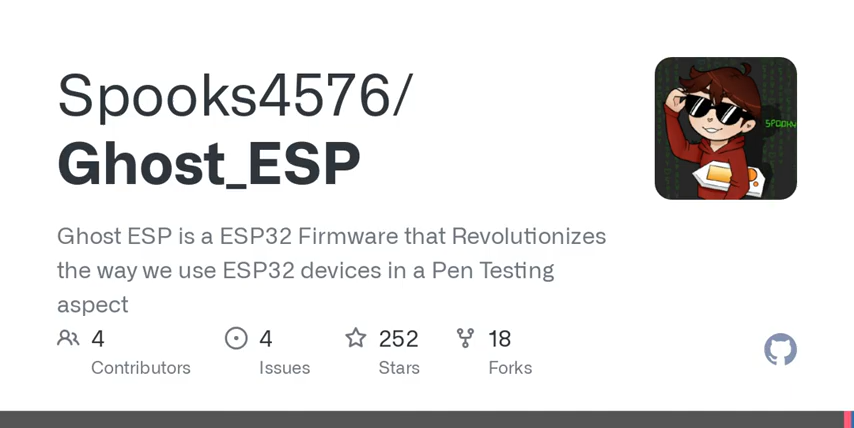 Spooks4576/
Ghost_ESP
SPOOKY
Ghost ESP is a ESP32 Firmware that Revolutionizes
the way we use ESP32 devices in a Pen Testing
aspect
4
Contributors
4
Issues
252
Stars
18
Forks